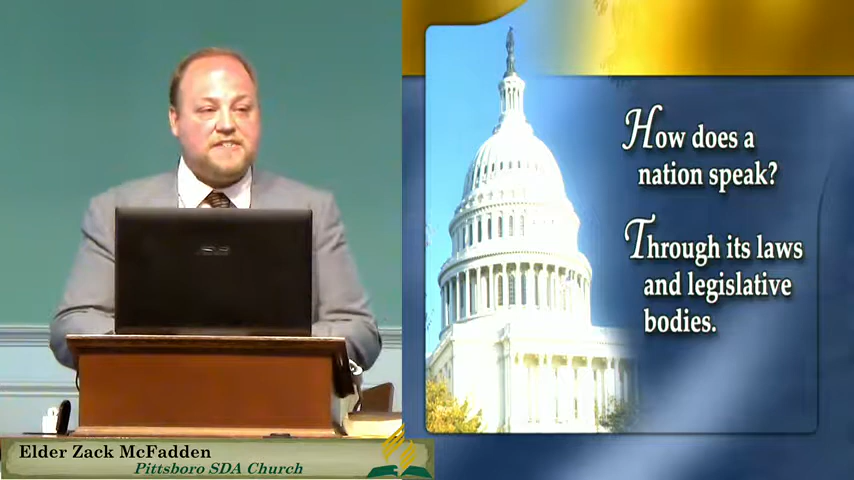 How does a
nation speak?
Through its laws
and legislative
bodies.
Elder Zack McFadden
Pittsboro SDA Church